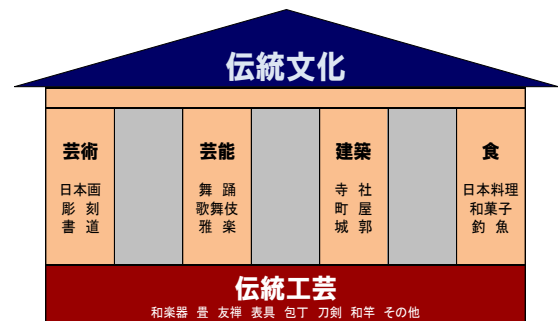 伝統文化
芸術
日本画
彫 刻
書 道
芸能
舞 踊
歌舞伎
雅 楽
建築
寺 社
町 屋
城 郭
食
日本料理
和菓子
釣 魚
伝統工芸
和楽器 畳 友禅 表具 包丁 刀剣 和竿 その他